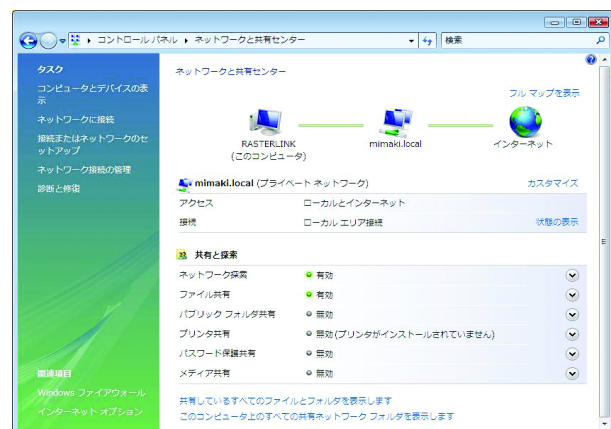 コントロール パネル ▸ ネットワークと共有センター
検索
タスク
コンピュータとデバイスの表
示
ネットワークに接続
接続またはネットワークのセ
ットアップ
ネットワーク接続の管理
診断と修復
関連項目
Windows ファイアウォール
インターネット オプション
ネットワークと共有センター
フル マップを表示
RASTERLINK
(このコンピュータ)
mimaki.local
インターネット
mimaki.local (プライベート ネットワーク)
カスタマイズ
アクセス ローカルとインターネット
接続 ローカル エリア接続 状態の表示
共有と探索
ネットワーク探索 有効
ファイル共有 有効
パブリック フォルダ共有 無効
プリンタ共有 無効(プリンタがインストールされていません)
パスワード保護共有 無効
メディア共有 無効
共有しているすべてのファイルとフォルダを表示します
このコンピュータ上のすべての共有ネットワーク フォルダを表示します